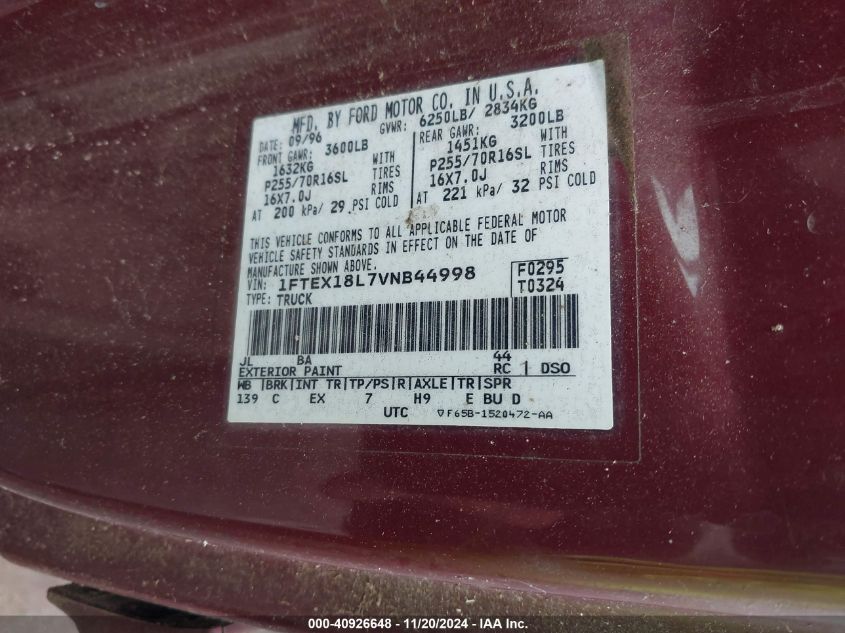 MFD. BY FORD MOTOR CO. IN U.S.A.
DATE: 09/96 GVWR: 6250LB/ 2834KG
FRONT GAWR: 3600LB REAR GAWR: 3200LB
1632KG WITH 1451KG WITH
P255/70R16SL TIRES P255/70R16SL TIRES
16X7.0J RIMS 16X7.0J RIMS
AT 200 kPa/ 29 PSI COLD AT 221 kPa/ 32 PSI COLD
THIS VEHICLE CONFORMS TO ALL APPLICABLE FEDERAL MOTOR
VEHICLE SAFETY STANDARDS IN EFFECT ON THE DATE OF
MANUFACTURE SHOWN ABOVE.
VIN: 1FTEX18L7VNB44998 F0295
TYPE: TRUCK T0324
JL BA 44
EXTERIOR PAINT RC 1 DSO
WB |BRK|INT TR|TP/PS|R|AXLE|TR|SPR
139 C EX 7 H9 E BU D
UTC ▽F65B-1520472-AA
000-40926648 - 11/20/2024 - IAAI.com